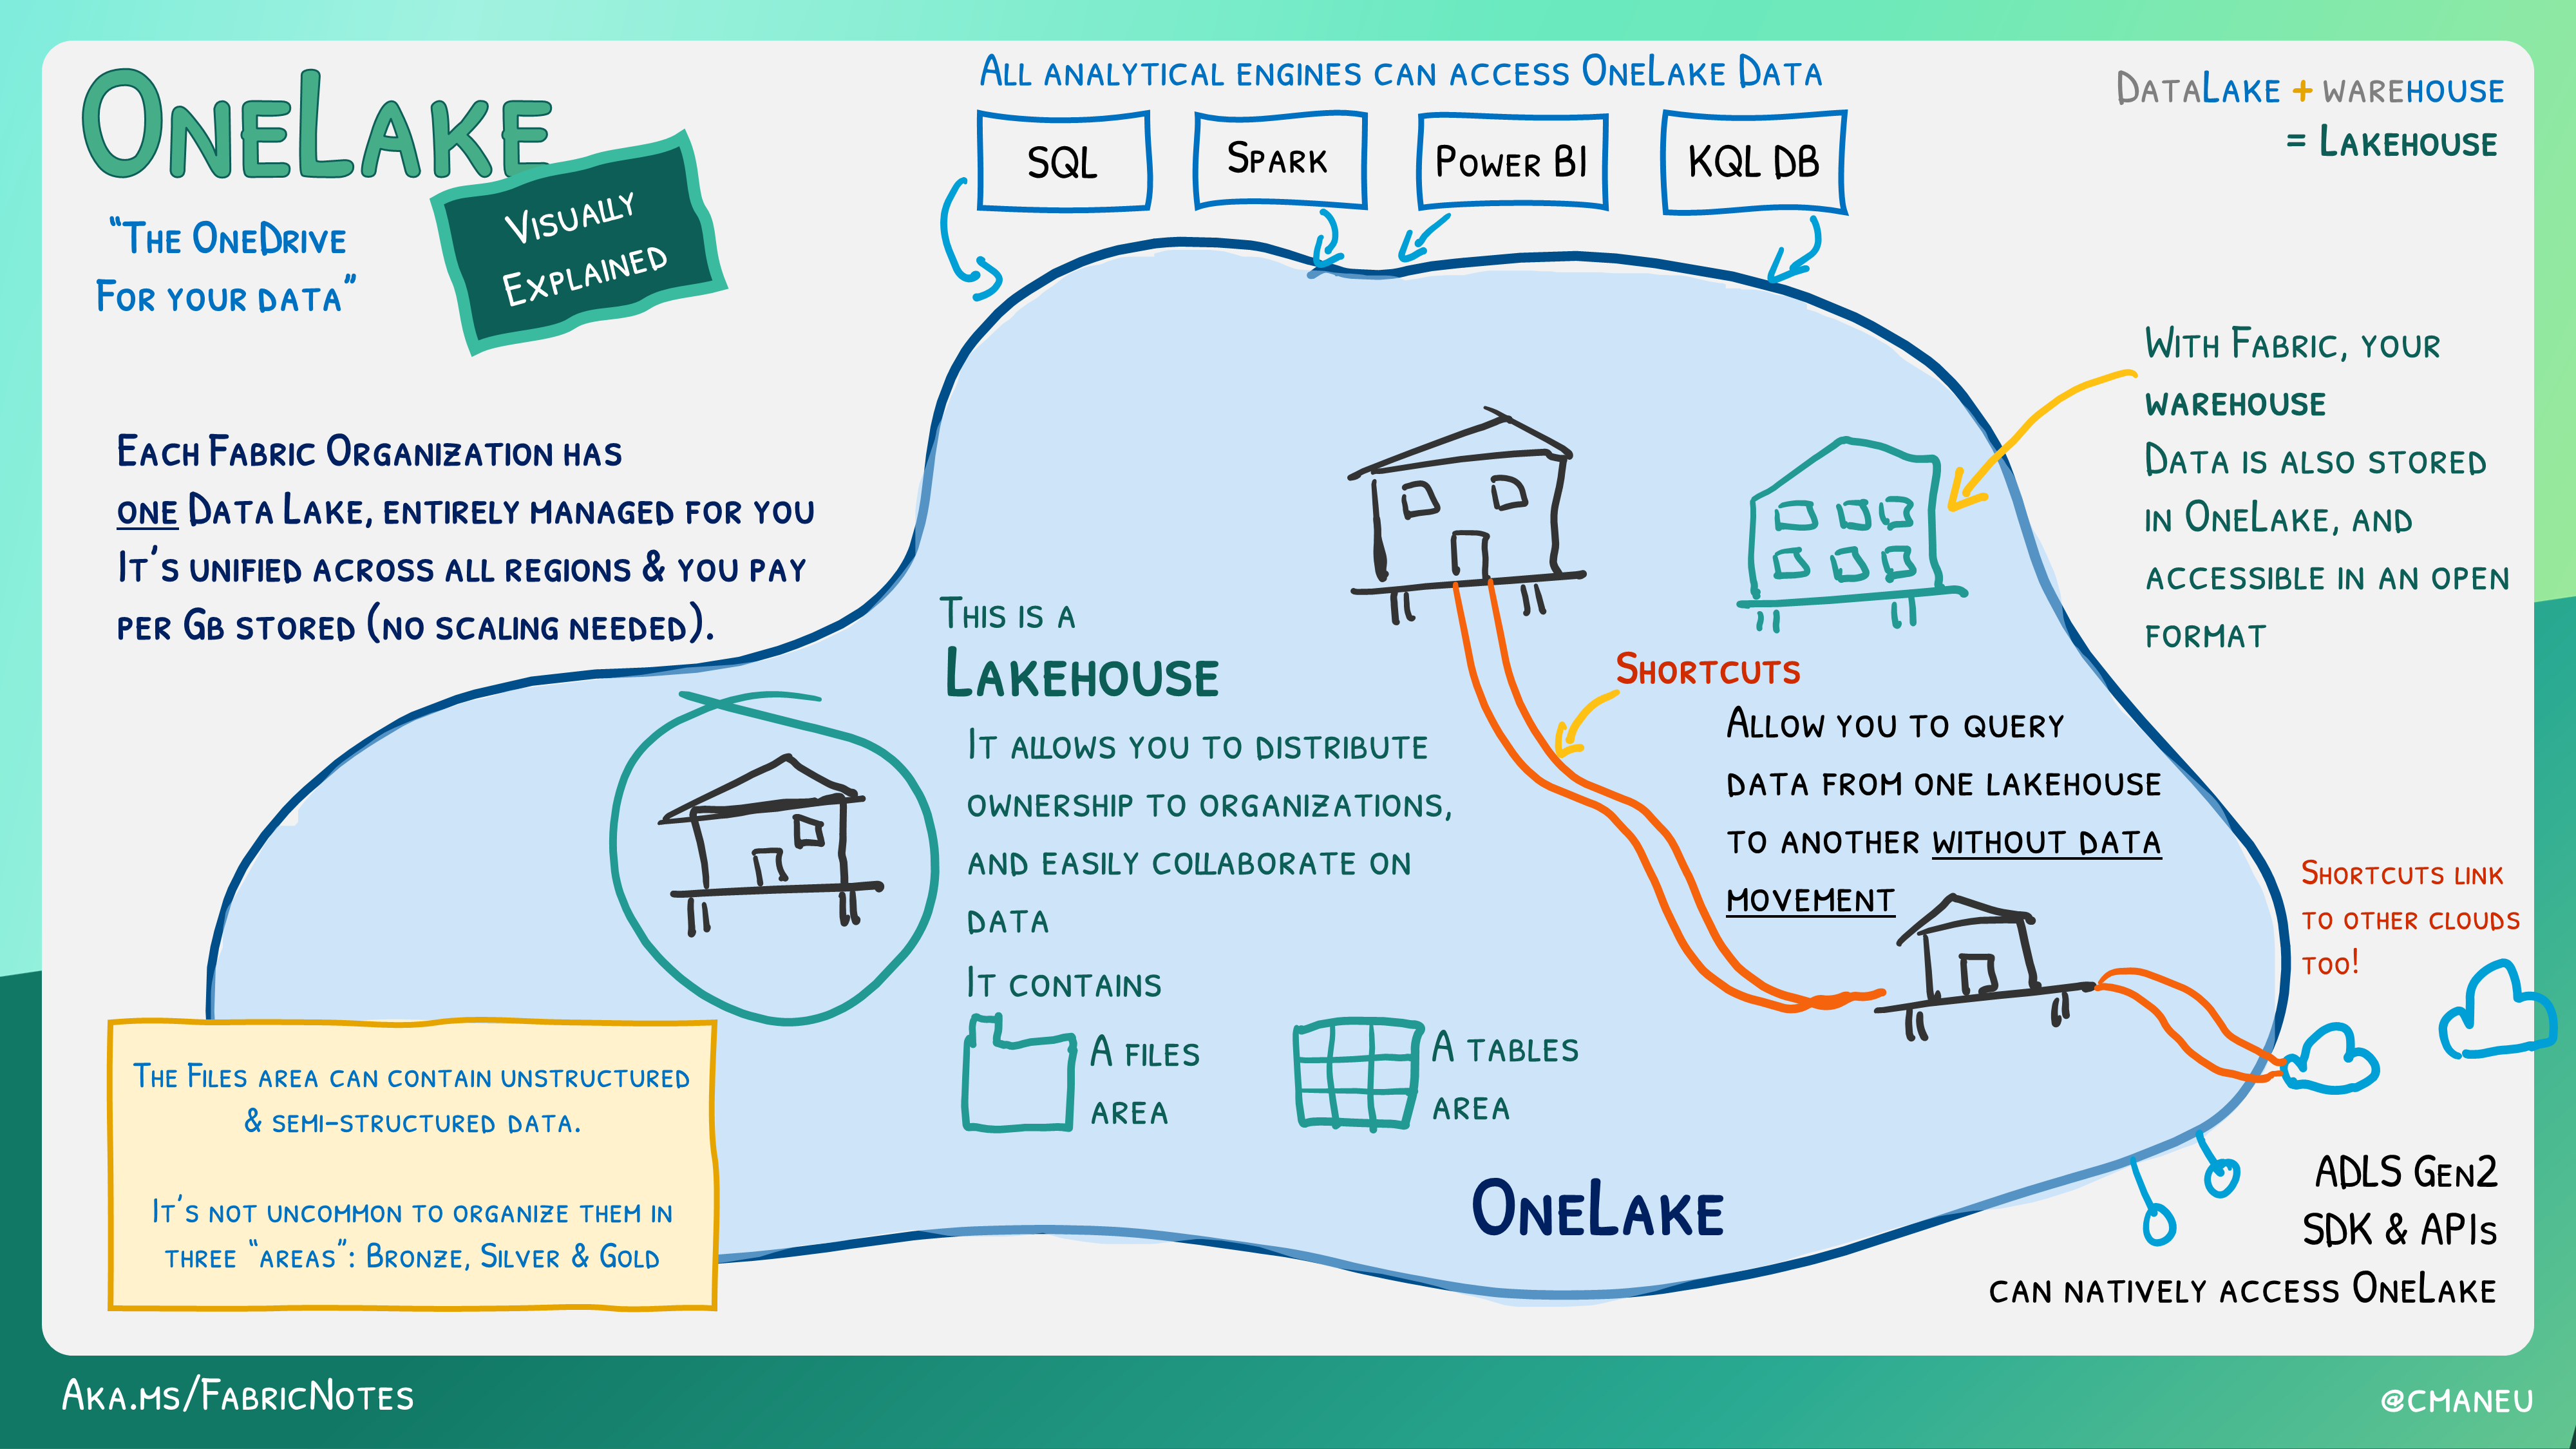 OneLake
Visually
Explained
"The OneDrive
For your data"
Each Fabric Organization has
one Data Lake, entirely managed for you
It's unified across all regions & you pay
per Gb stored (no scaling needed).
All analytical engines can access OneLake Data
SQL
Spark
Power BI
KQL DB
DataLake + warehouse
= Lakehouse
With Fabric, your
warehouse
Data is also stored
in OneLake, and
accessible in an open
format
This is a
Lakehouse
It allows you to distribute
ownership to organizations,
and easily collaborate on
data
It contains
A files
area
A tables
area
Shortcuts
Allow you to query
data from one lakehouse
to another without data
movement
Shortcuts link
to other clouds
too!
The Files area can contain unstructured
& semi-structured data.
It's not uncommon to organize them in
three "areas": Bronze, Silver & Gold
OneLake
ADLS Gen2
SDK & APIs
can natively access OneLake
Aka.ms/FabricNotes
@cmaneu